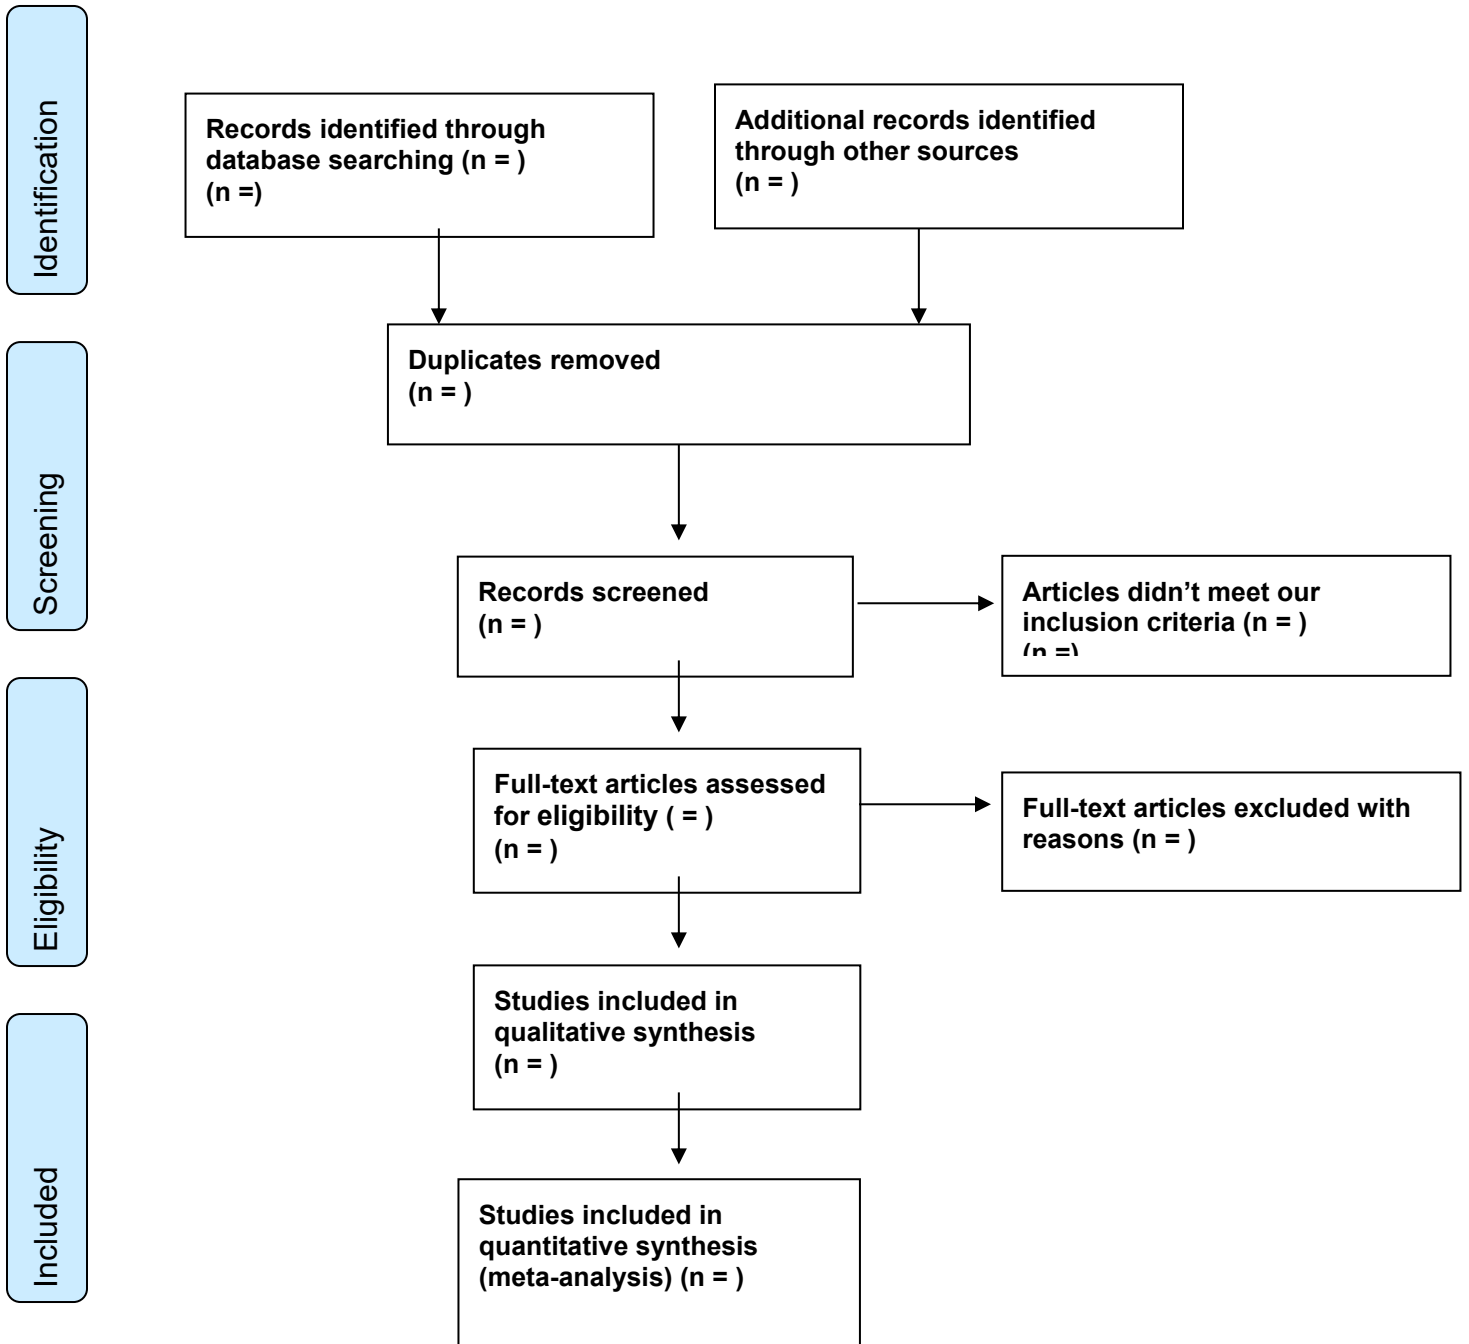 Identification
Records identified through
database searching (n = )
(n =)
Additional records identified
through other sources
(n = )
Duplicates removed
(n = )
Screening
Records screened
(n = )
Articles didn’t meet our
inclusion criteria (n = )
(n =)
Eligibility
Full-text articles assessed
for eligibility ( = )
(n = )
Full-text articles excluded with
reasons (n = )
Studies included in
qualitative synthesis
(n = )
Included
Studies included in
quantitative synthesis
(meta-analysis) (n = )